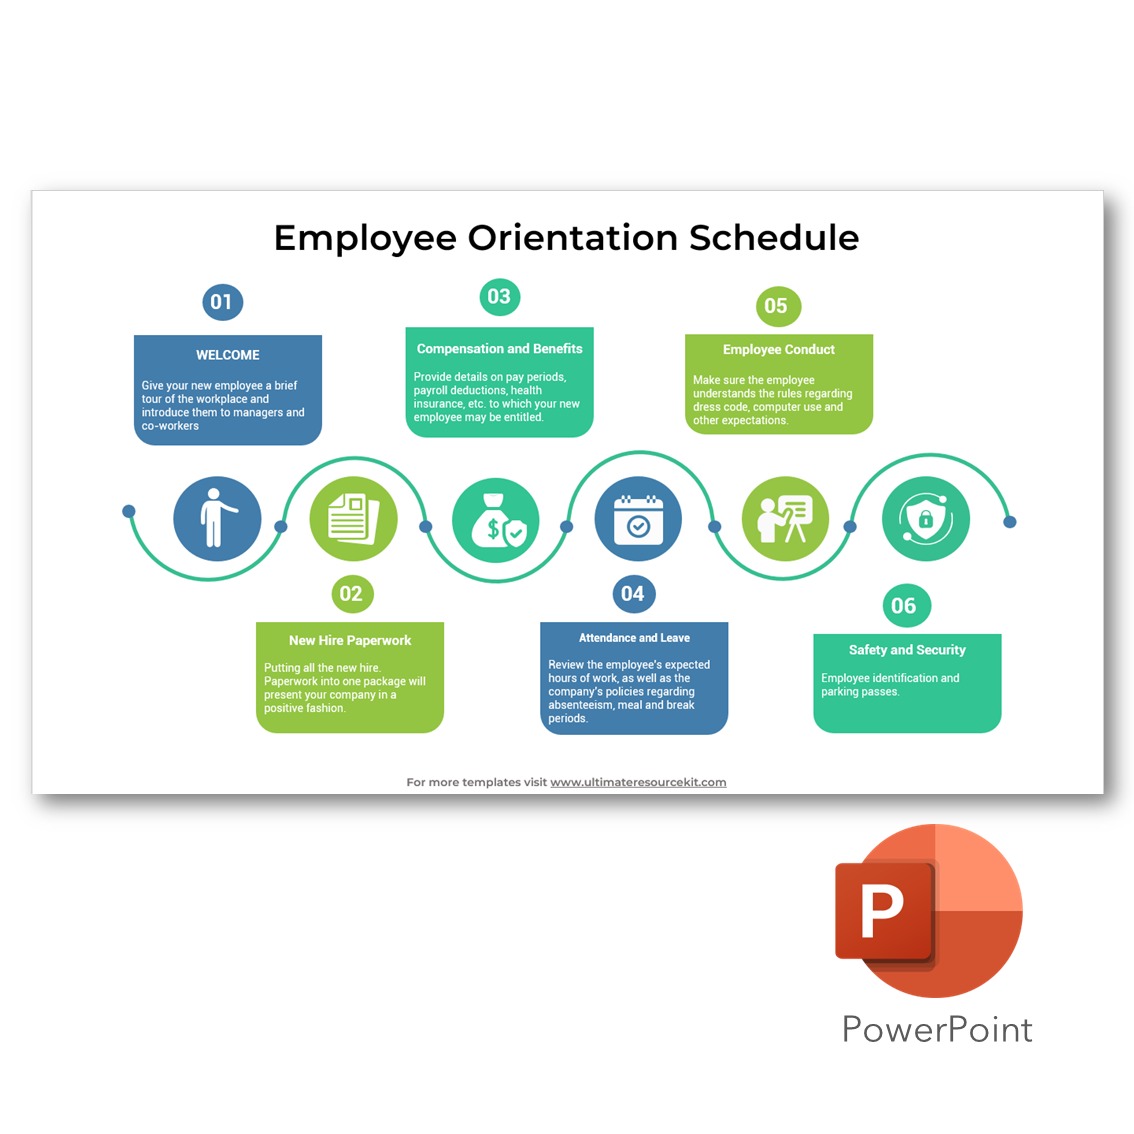 Employee Orientation Schedule
01
WELCOME
Give your new employee a brief
tour of the workplace and
introduce them to managers and
co-workers
02
New Hire Paperwork
Putting all the new hire.
Paperwork into one package will
present your company in a
positive fashion.
03
Compensation and Benefits
Provide details on pay periods,
payroll deductions, health
insurance, etc. to which your new
employee may be entitled.
$
04
Attendance and Leave
Review the employee's expected
hours of work, as well as the
company's policies regarding
absenteeism, meal and break
periods.
05
Employee Conduct
Make sure the employee
understands the rules regarding
dress code, computer use and
other expectations.
06
Safety and Security
Employee identification and
parking passes.
For more templates visit www.ultimateresourcekit.com
P
PowerPoint